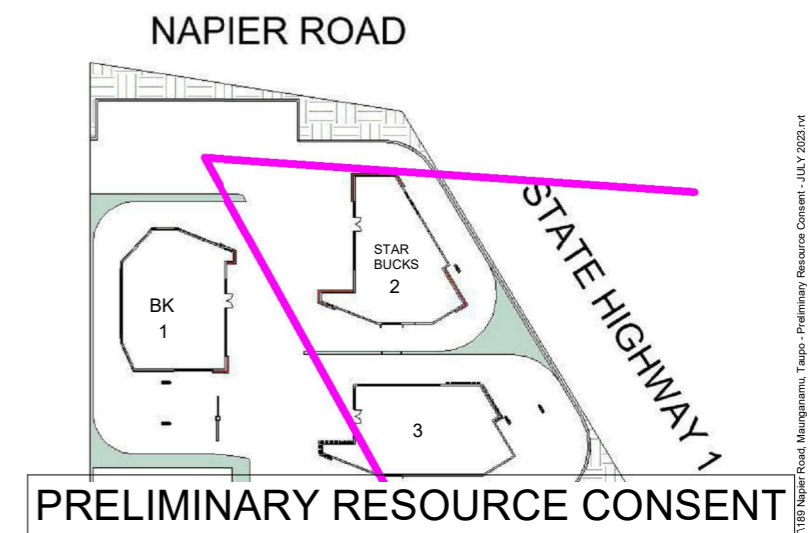 NAPIER ROAD
STAR
BUCKS
2
BK
1
STATE HIGHWAY 1
3
PRELIMINARY RESOURCE CONSENT
\189 Napier Road, Maunganamu, Taupo - Preliminary Resource Consent - JULY 2023.rvt